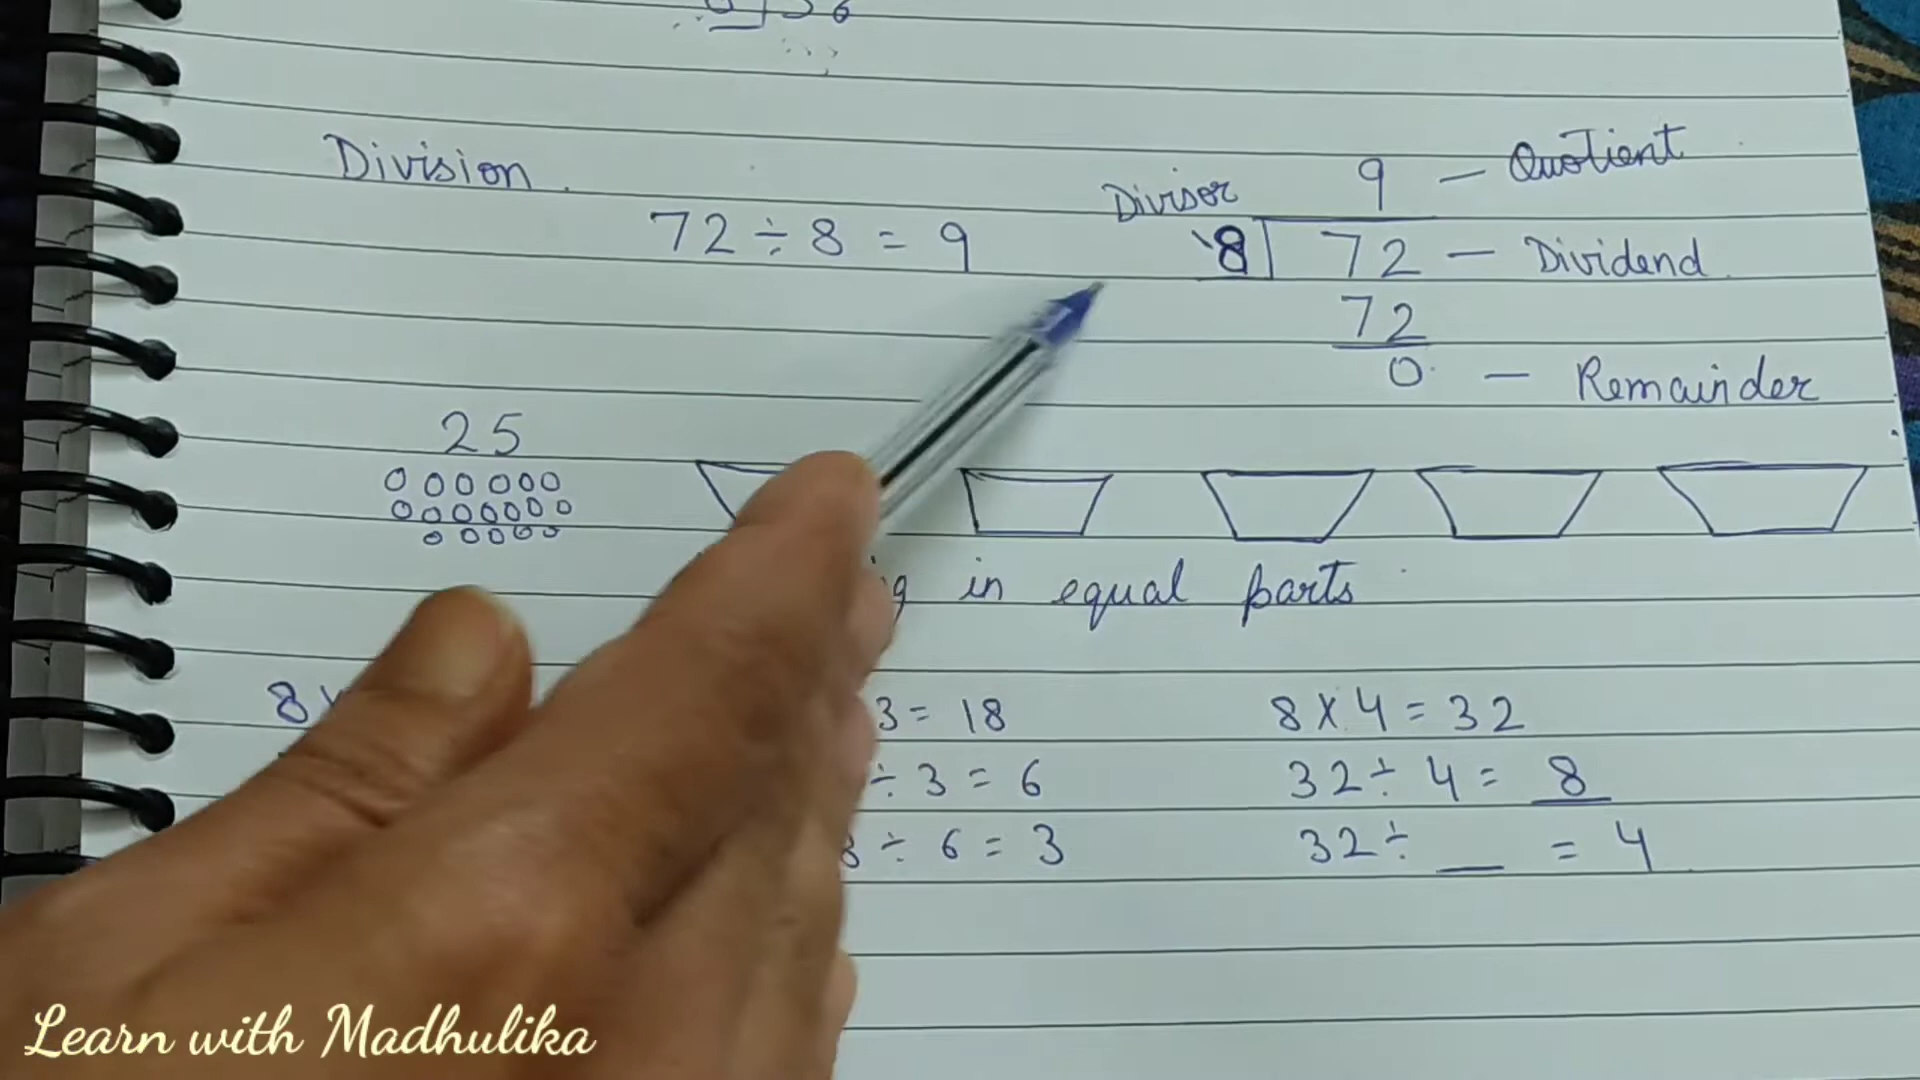 Division
Divisor 9 — Quotient
72 ÷ 8 = 9
8 72 — Dividend
72
0 — Remainder
25
in equal parts
8 3 = 18 8 x 4 = 32
÷ 3 = 6 32 ÷ 4 = 8
÷ 6 = 3 32 ÷ __ = 4
Learn with Madhulika